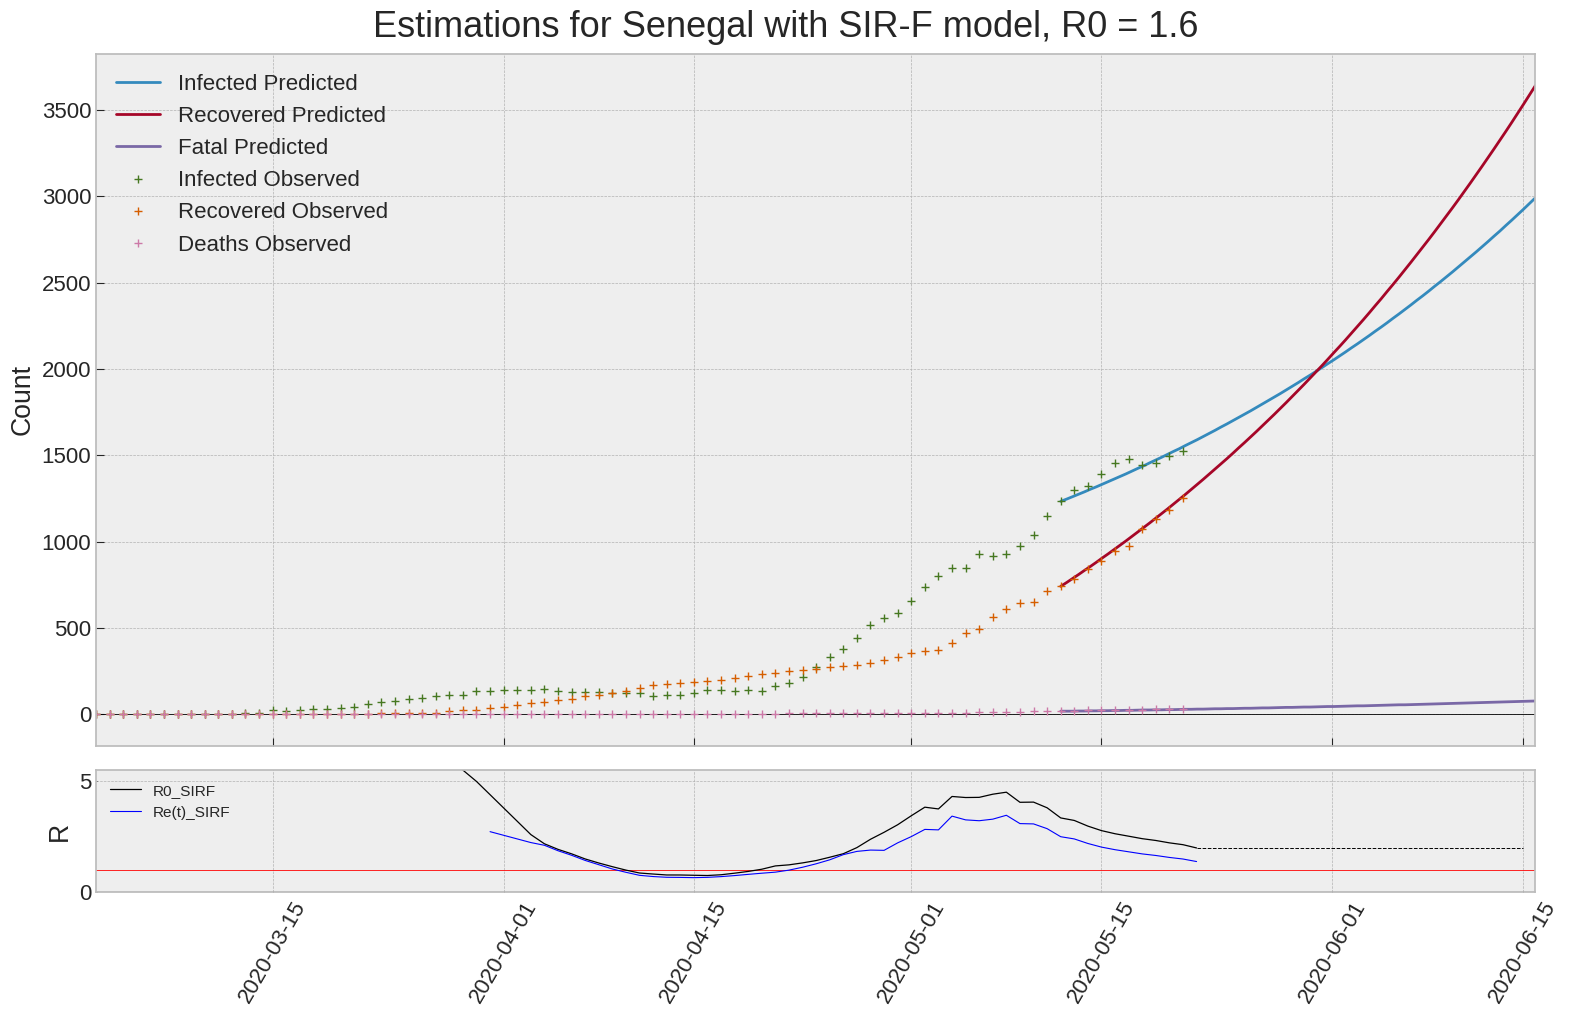 Estimations for Senegal with SIR-F model, R0 = 1.6
Infected Predicted
Recovered Predicted
Fatal Predicted
Infected Observed
Recovered Observed
Deaths Observed
3500
3000
2500
2000
1500
1000
500
0
Count
5
0
R
R0_SIRF
Re(t)_SIRF
2020-03-15
2020-04-01
2020-04-15
2020-05-01
2020-05-15
2020-06-01
2020-06-15